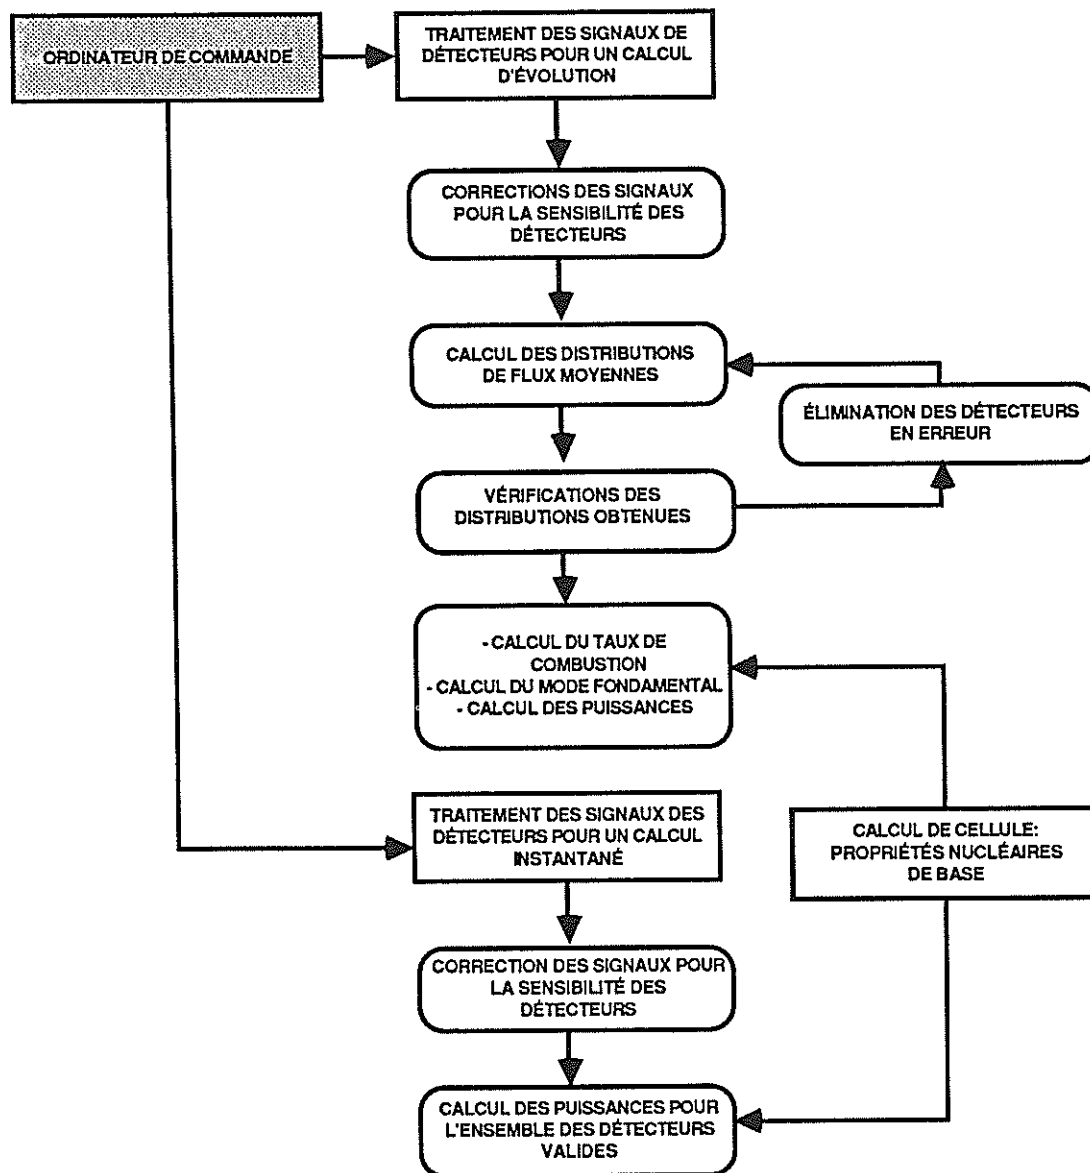 ORDINATEUR DE COMMANDE
TRAITEMENT DES SIGNAUX DE
DÉTECTEURS POUR UN CALCUL
D'ÉVOLUTION
CORRECTIONS DES SIGNAUX
POUR LA SENSIBILITÉ DES
DÉTECTEURS
CALCUL DES DISTRIBUTIONS
DE FLUX MOYENNES
ÉLIMINATION DES DÉTECTEURS
EN ERREUR
VÉRIFICATIONS DES
DISTRIBUTIONS OBTENUES
- CALCUL DU TAUX DE
COMBUSTION
- CALCUL DU MODE FONDAMENTAL
- CALCUL DES PUISSANCES
TRAITEMENT DES SIGNAUX DES
DÉTECTEURS POUR UN CALCUL
INSTANTANÉ
CALCUL DE CELLULE:
PROPRIÉTÉS NUCLÉAIRES
DE BASE
CORRECTION DES SIGNAUX POUR
LA SENSIBILITÉ DES
DÉTECTEURS
CALCUL DES PUISSANCES POUR
L'ENSEMBLE DES DÉTECTEURS
VALIDES